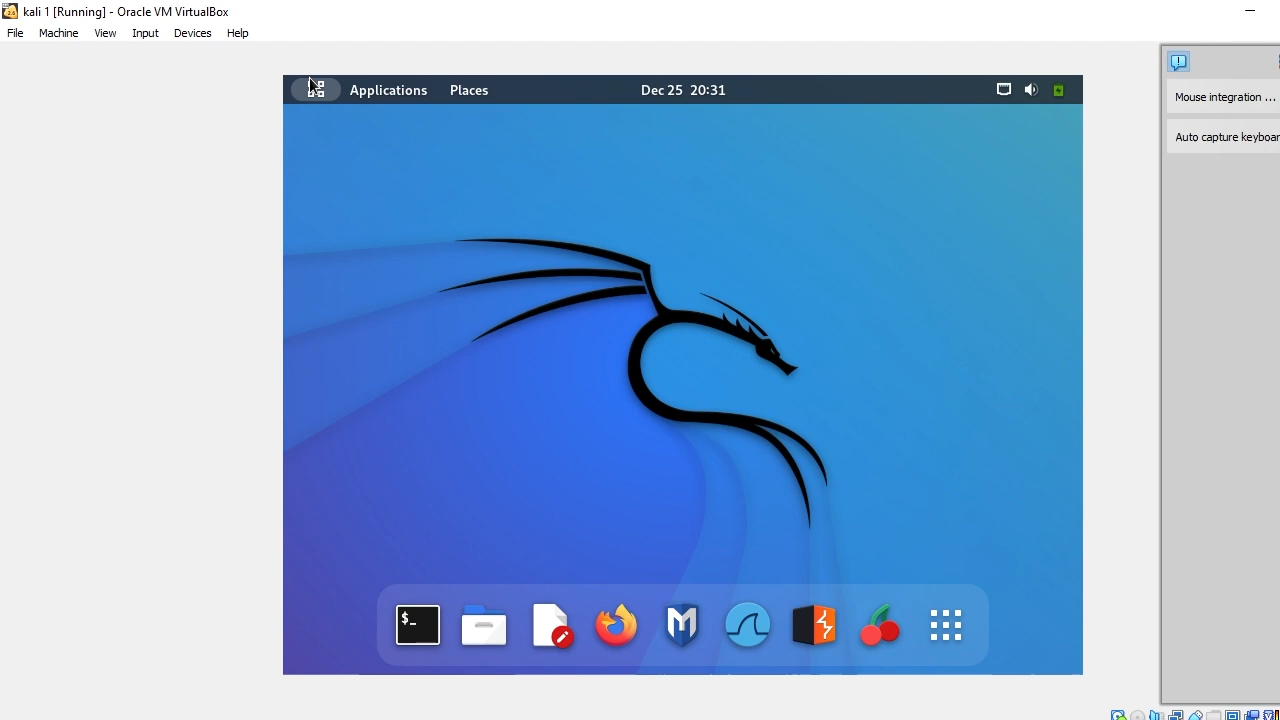 kali 1 [Running] - Oracle VM VirtualBox
File Machine View Input Devices Help
Applications Places Dec 25 20:31
Mouse integration ...
Auto capture keyboar
$_
M